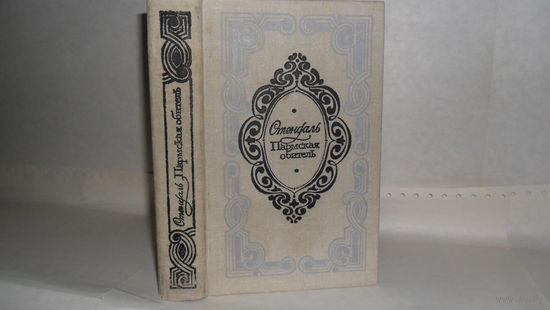 Стендаль Пармская обитель
Стендаль
Пармская
обитель